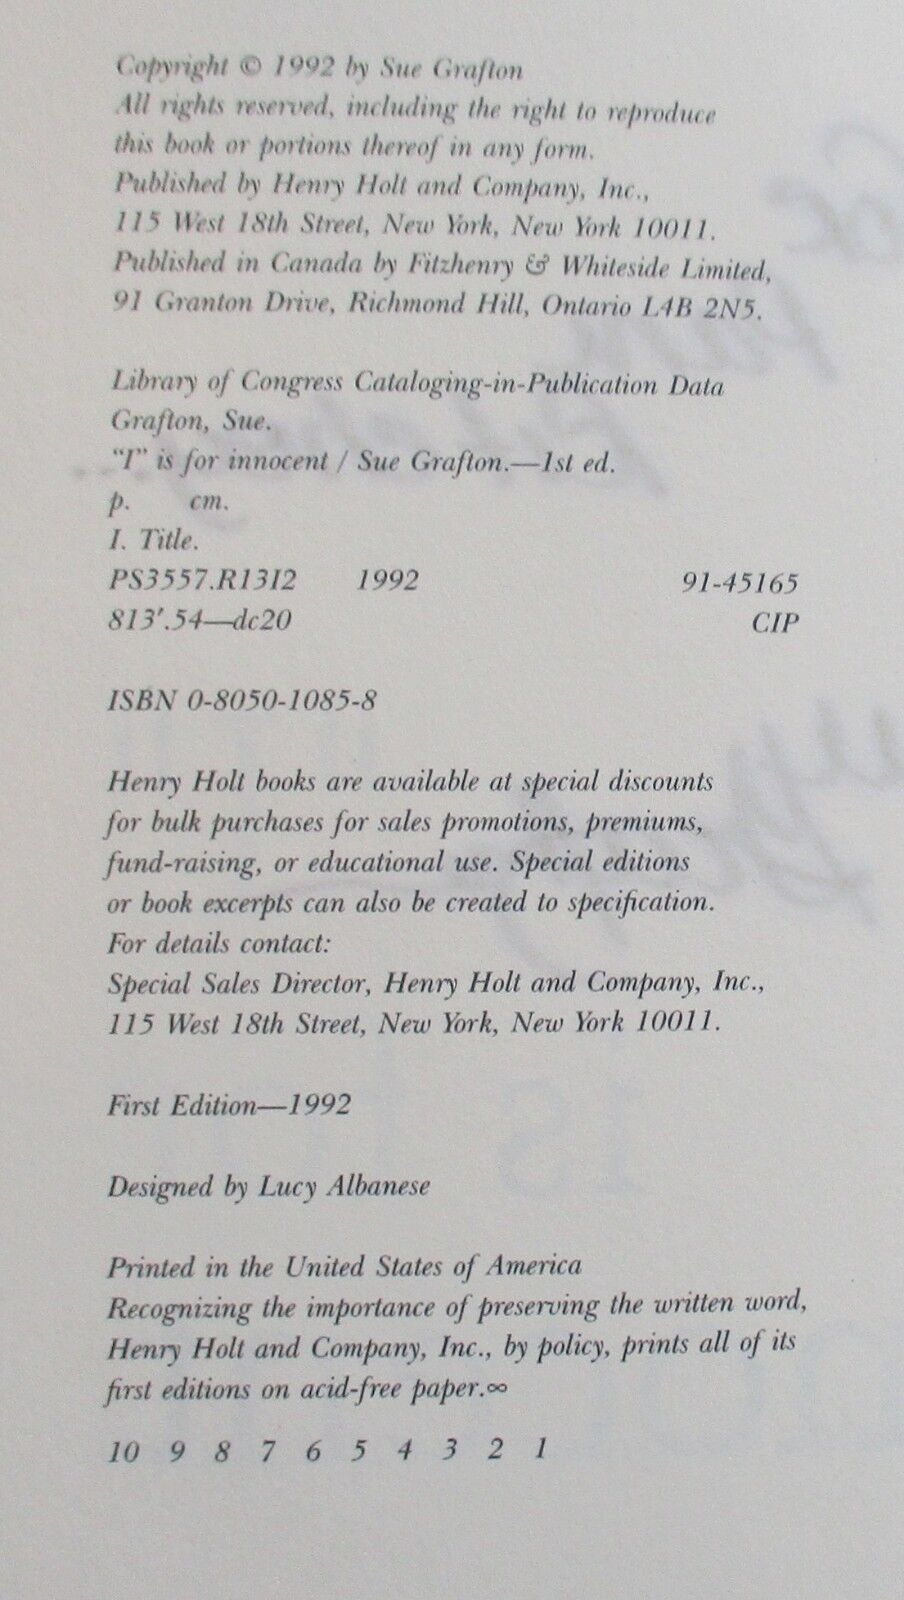 Copyright © 1992 by Sue Grafton
All rights reserved, including the right to reproduce
this book or portions thereof in any form.
Published by Henry Holt and Company, Inc.,
115 West 18th Street, New York, New York 10011.
Published in Canada by Fitzhenry & Whiteside Limited,
91 Granton Drive, Richmond Hill, Ontario L4B 2N5.
Library of Congress Cataloging-in-Publication Data
Grafton, Sue.
"I" is for innocent / Sue Grafton.—1st ed.
p. cm.
I. Title.
PS3557.R13I2 1992 91-45165
813'.54—dc20 CIP
ISBN 0-8050-1085-8
Henry Holt books are available at special discounts
for bulk purchases for sales promotions, premiums,
fund-raising, or educational use. Special editions
or book excerpts can also be created to specification.
For details contact:
Special Sales Director, Henry Holt and Company, Inc.,
115 West 18th Street, New York, New York 10011.
First Edition—1992
Designed by Lucy Albanese
Printed in the United States of America
Recognizing the importance of preserving the written word,
Henry Holt and Company, Inc., by policy, prints all of its
first editions on acid-free paper.∞
10 9 8 7 6 5 4 3 2 1